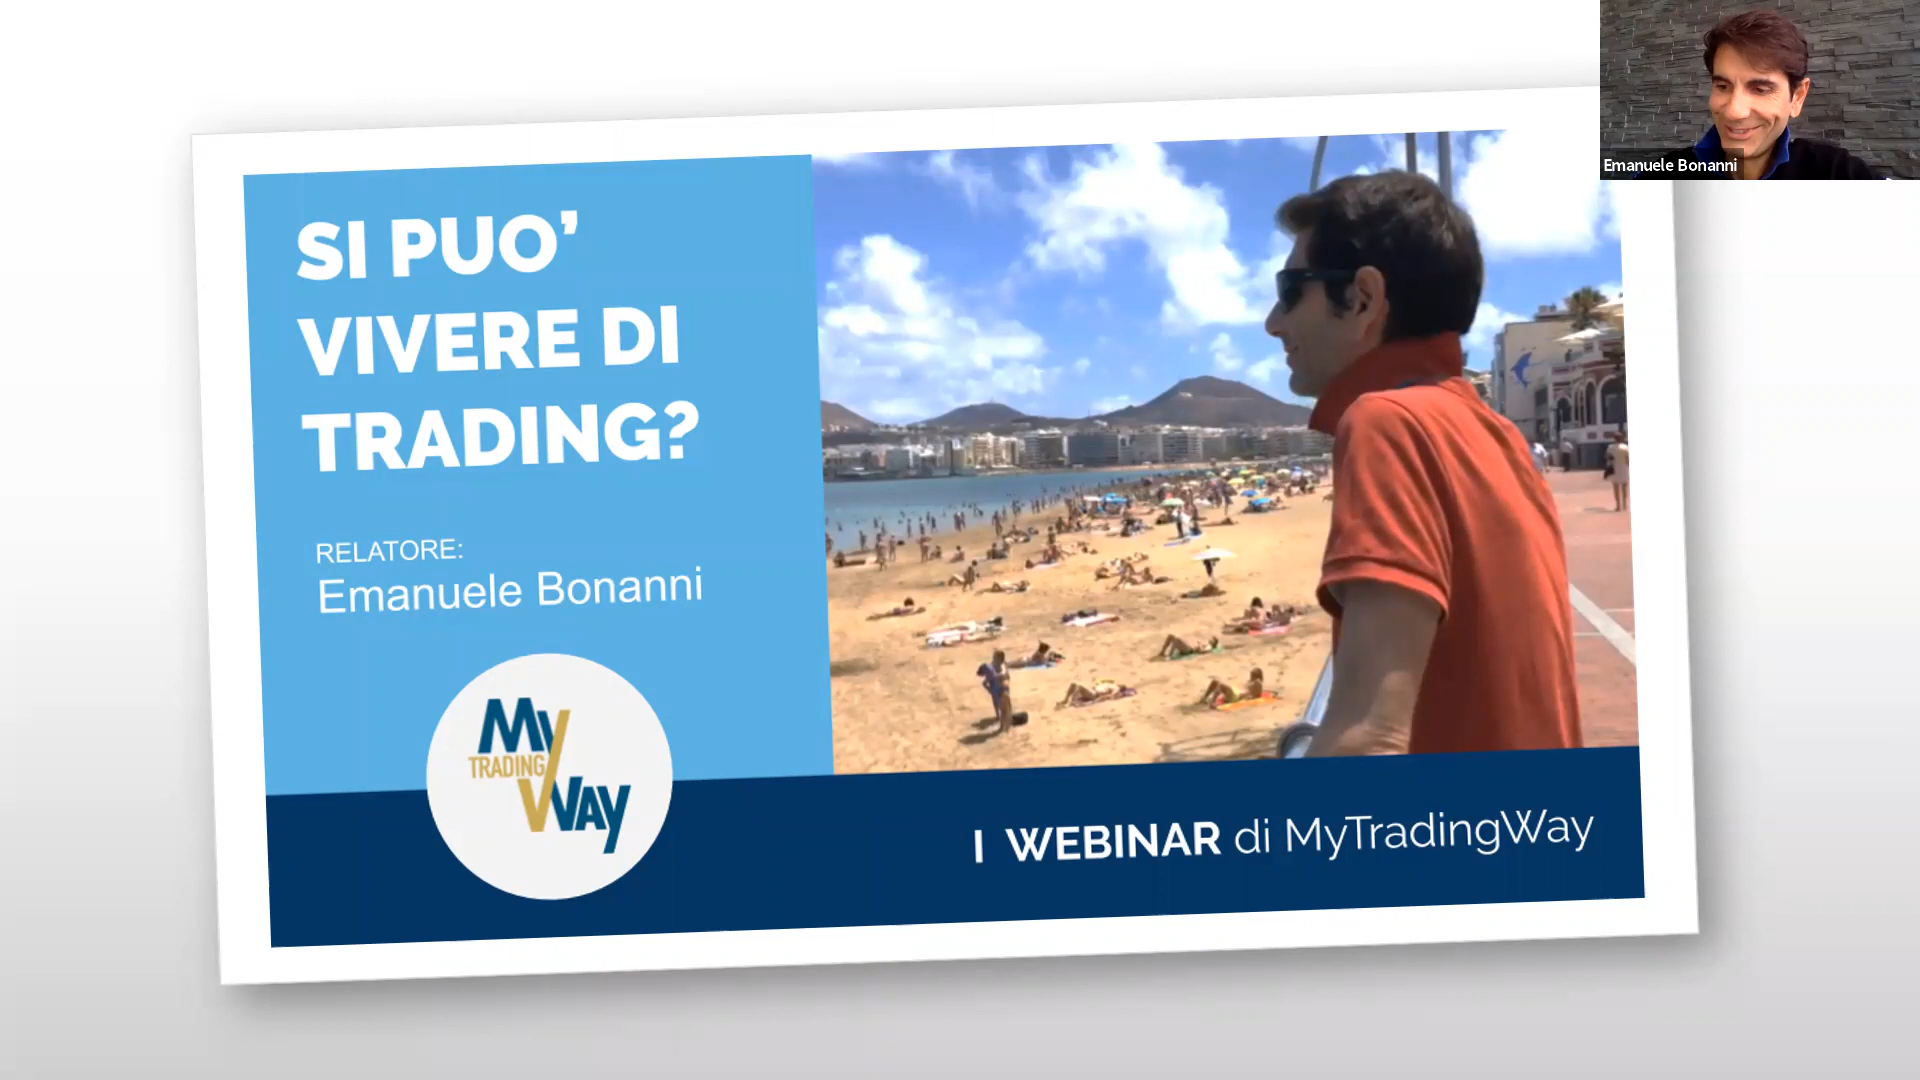 SI PUO’
VIVERE DI
TRADING?
RELATORE:
Emanuele Bonanni
My
TRADING
Way
I WEBINAR di MyTradingWay
Emanuele Bonanni